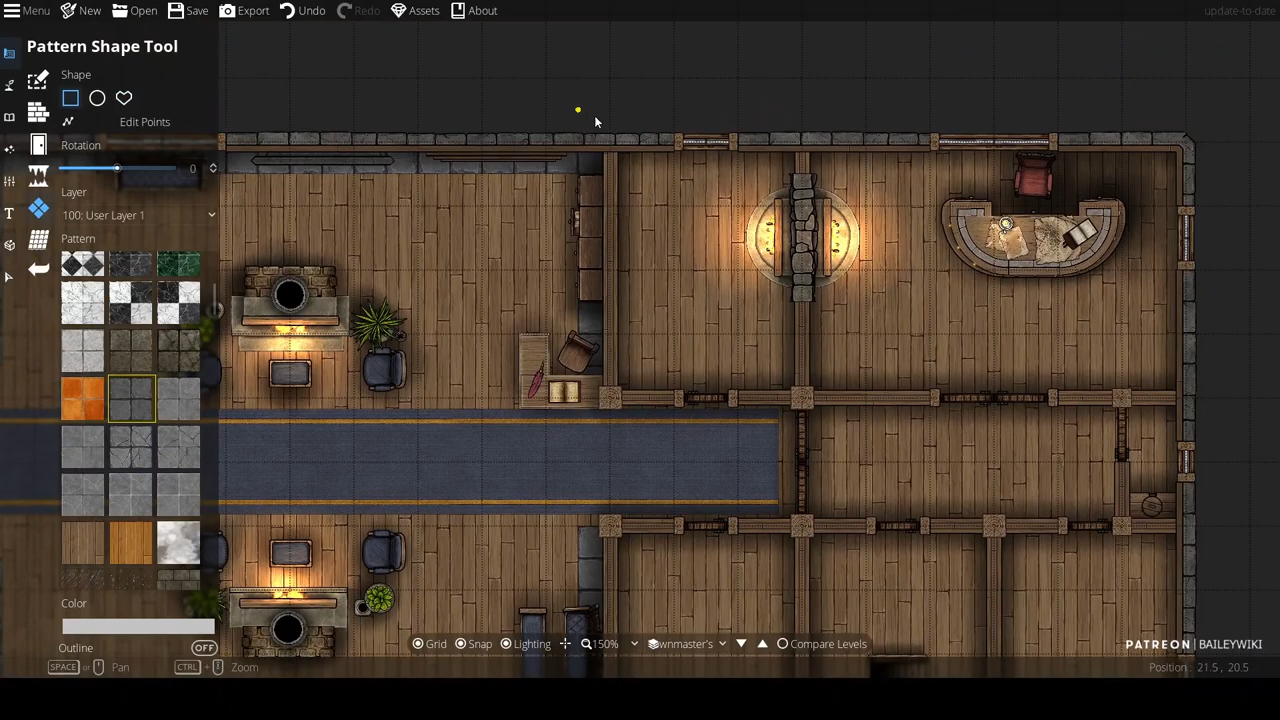 Menu New Open Save Export Undo Redo Assets About update-to-date
Pattern Shape Tool
Shape
Edit Points
Rotation
0
Layer
100: User Layer 1
Pattern
Color
Outline OFF
Grid Snap Lighting 150% wnmaster's Compare Levels
PATREON | BAILEYWIKI
SPACE or Pan CTRL + Zoom Position : 21.5 , 20.5